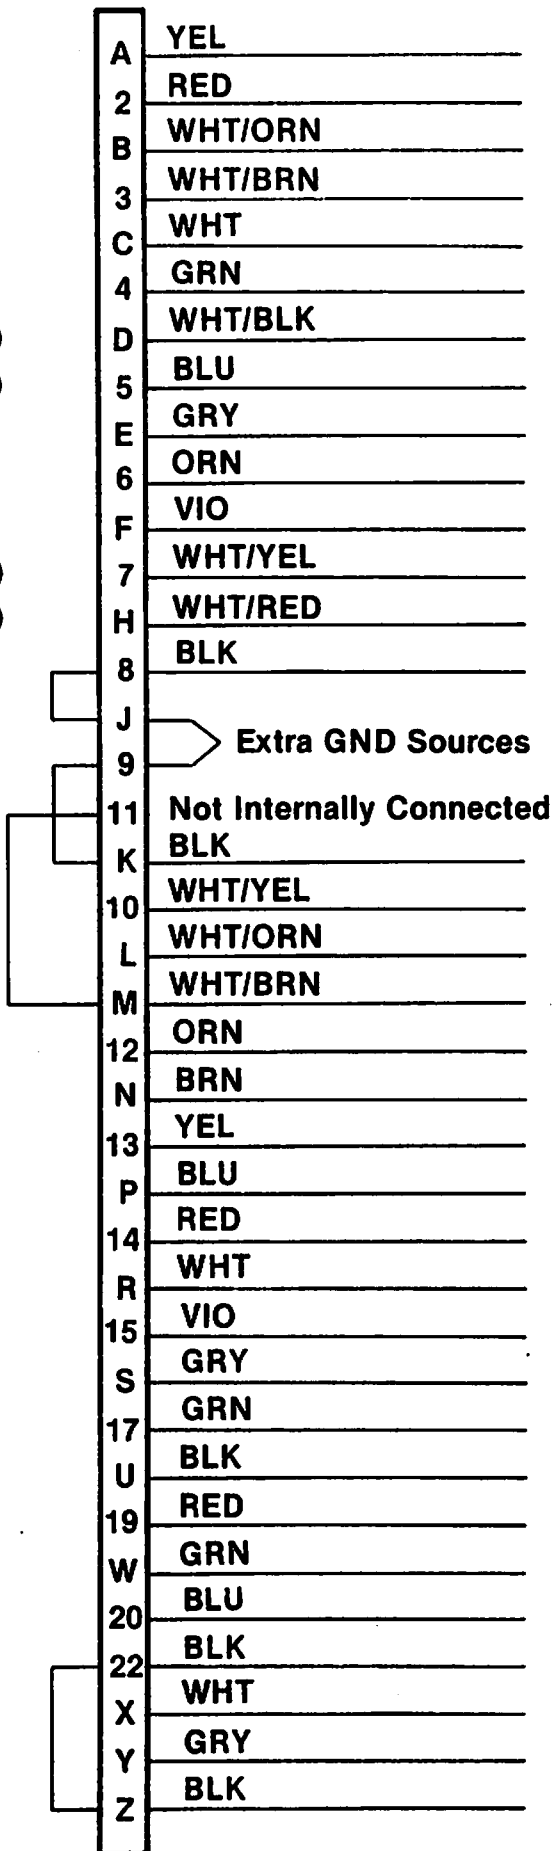 A YEL
2 RED
B WHT/ORN
3 WHT/BRN
C WHT
4 GRN
D WHT/BLK
5 BLU
E GRY
6 ORN
F VIO
7 WHT/YEL
H WHT/RED
8 BLK
J
Extra GND Sources
9
11 Not Internally Connected
K BLK
10 WHT/YEL
L WHT/ORN
M WHT/BRN
12 ORN
N BRN
13 YEL
P BLU
14 RED
R WHT
15 VIO
S GRY
17 GRN
U BLK
19 RED
W GRN
20 BLU
22 BLK
X WHT
Y GRY
Z BLK